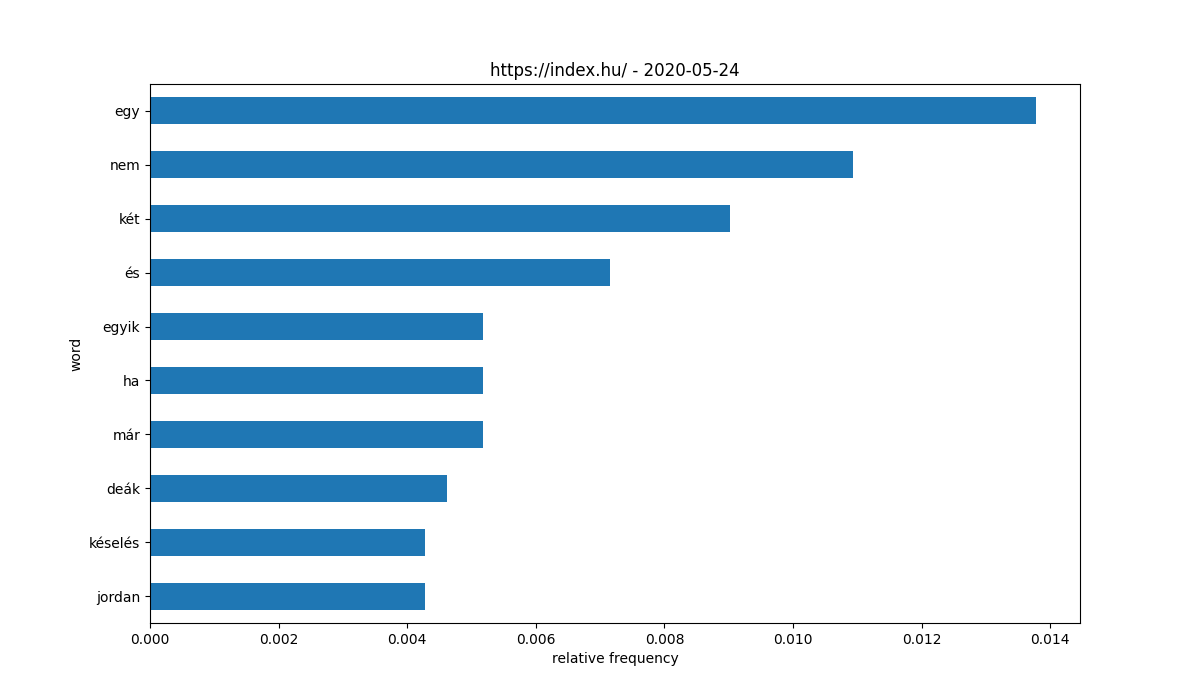 https://index.hu/ - 2020-05-24
egy
nem
két
és
egyik
ha
már
deák
késelés
jordan
word
0.000 0.002 0.004 0.006 0.008 0.010 0.012 0.014
relative frequency